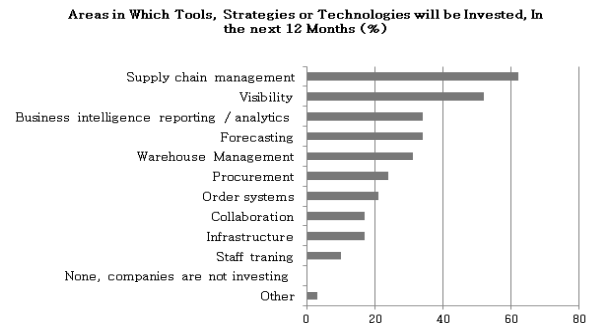 Areas in Which Tools, Strategies or Technologies will be Invested, In
the next 12 Months (%)
Supply chain management
Visibility
Business intelligence reporting / analytics
Forecasting
Warehouse Management
Procurement
Order systems
Collaboration
Infrastructure
Staff traning
None, companies are not investing
Other
0 20 40 60 80